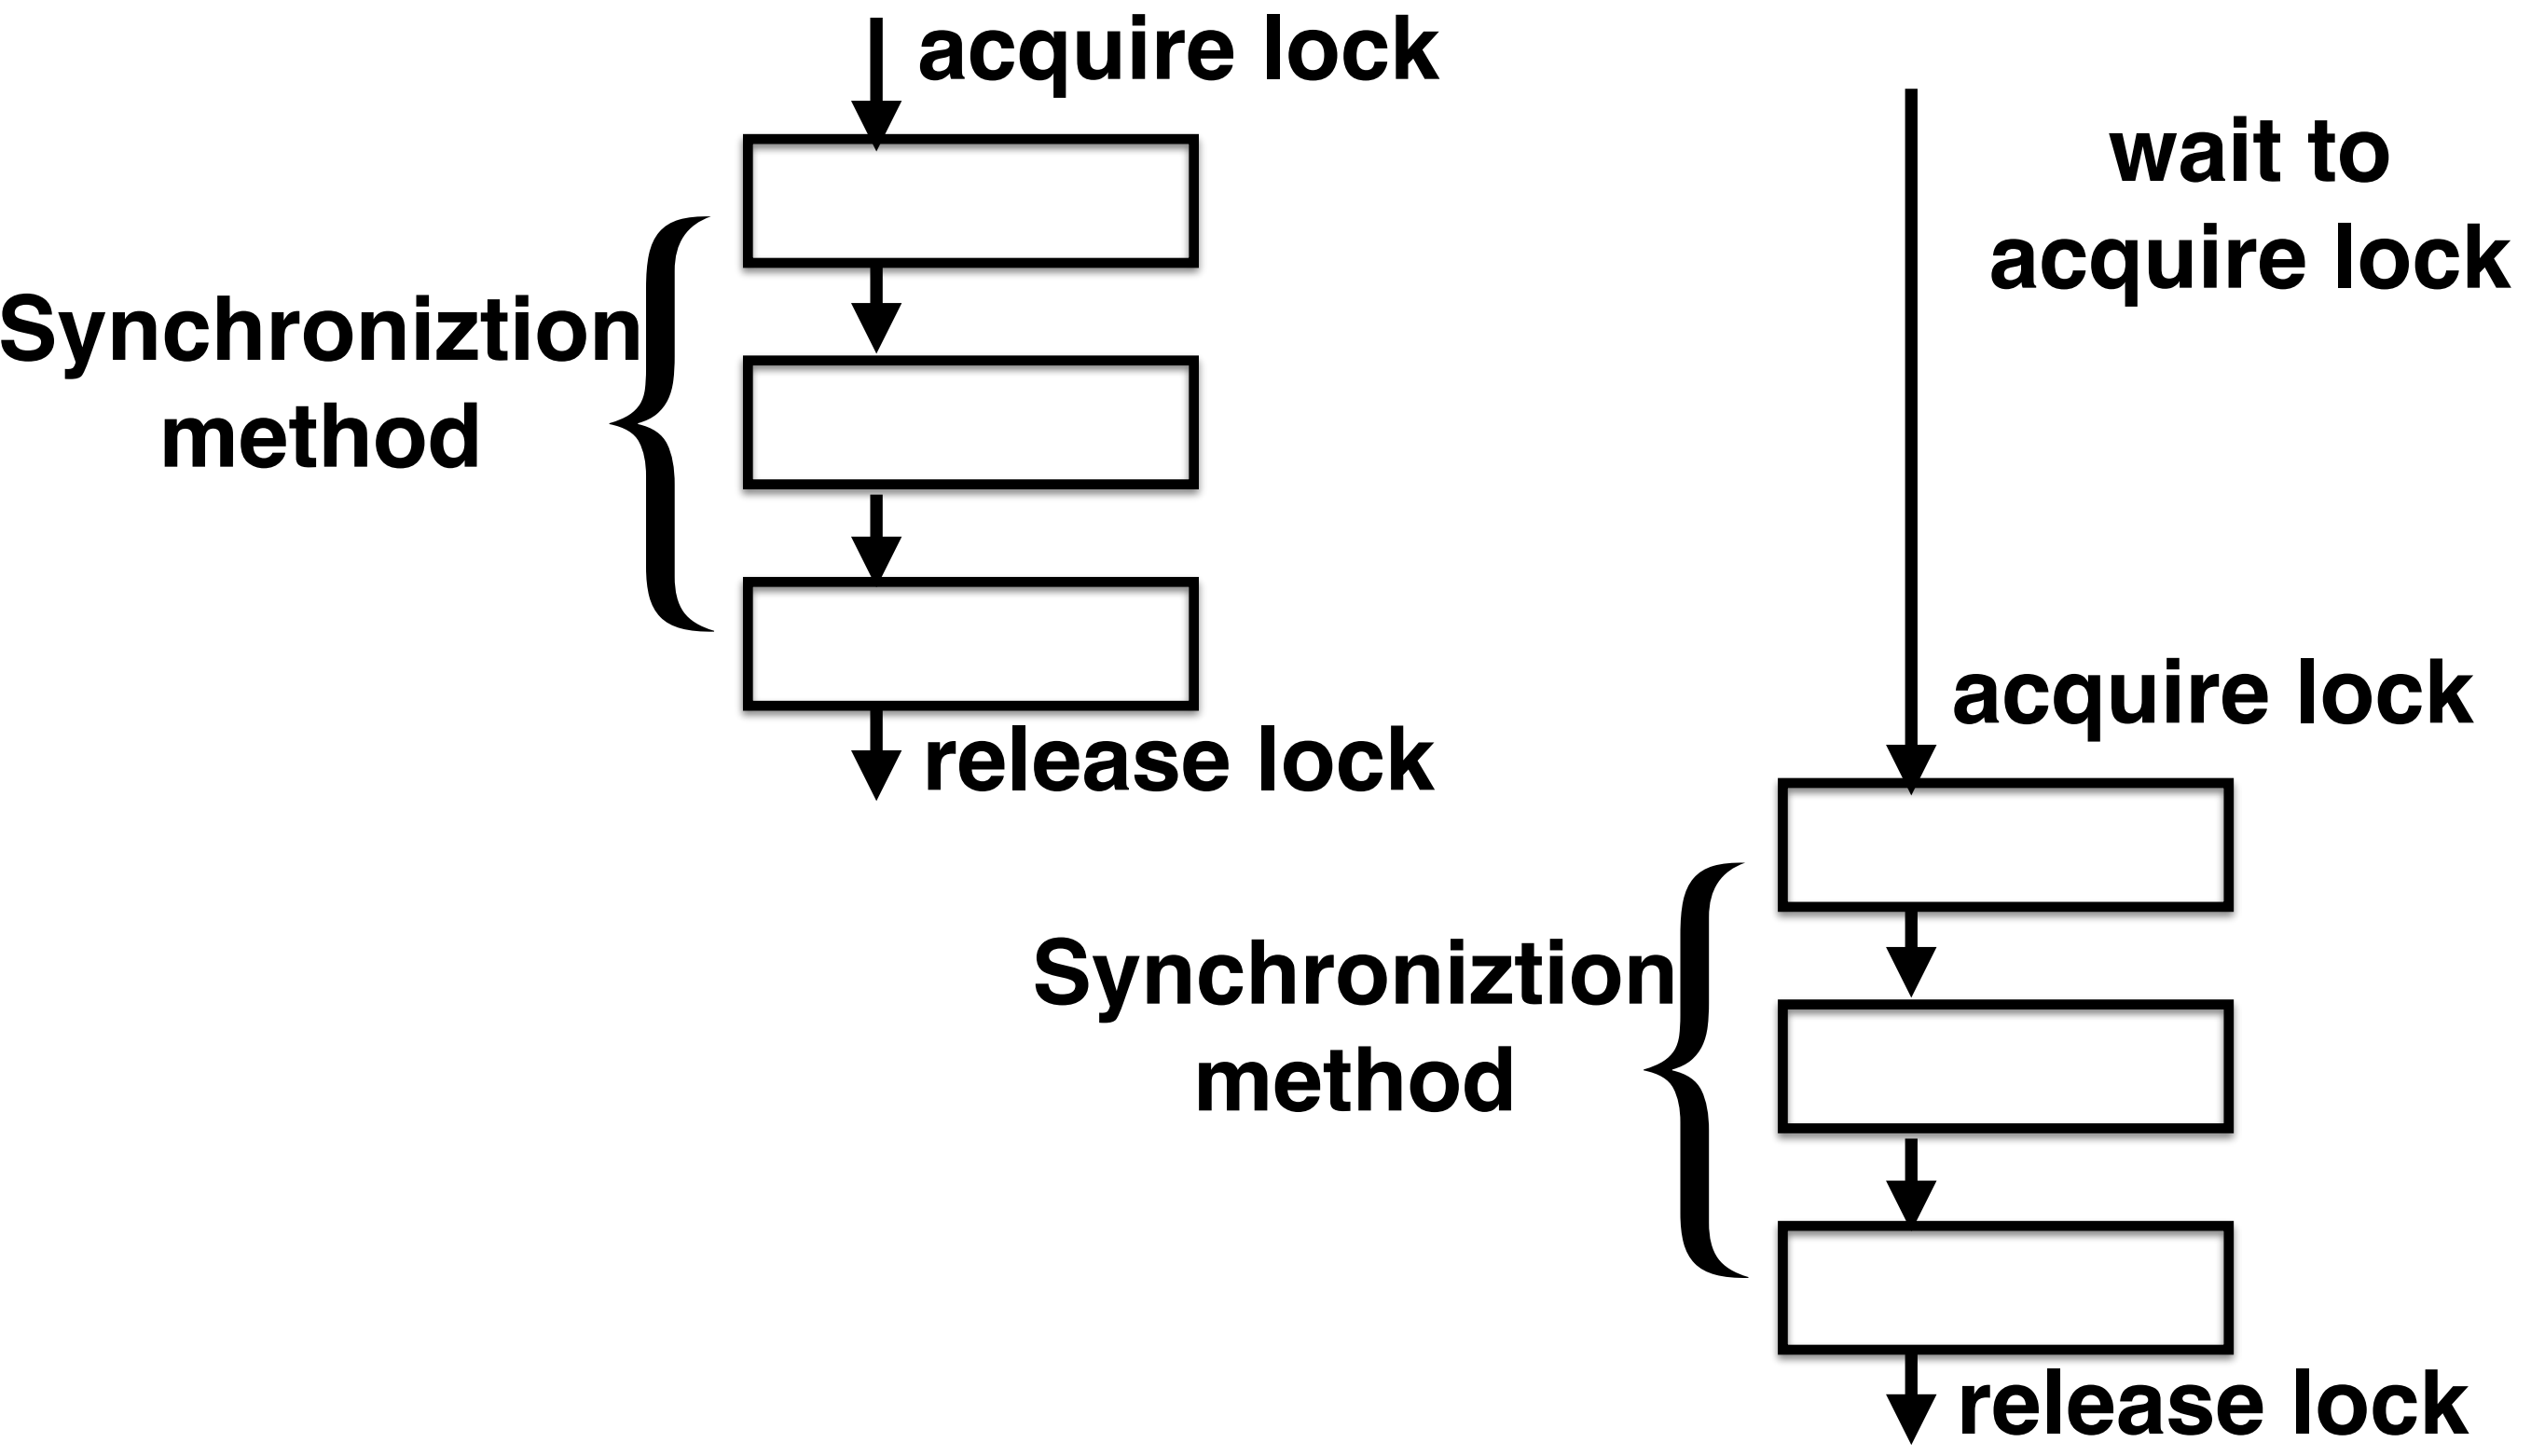 acquire lock
Synchroniztion
method
release lock
wait to
acquire lock
acquire lock
Synchroniztion
method
release lock